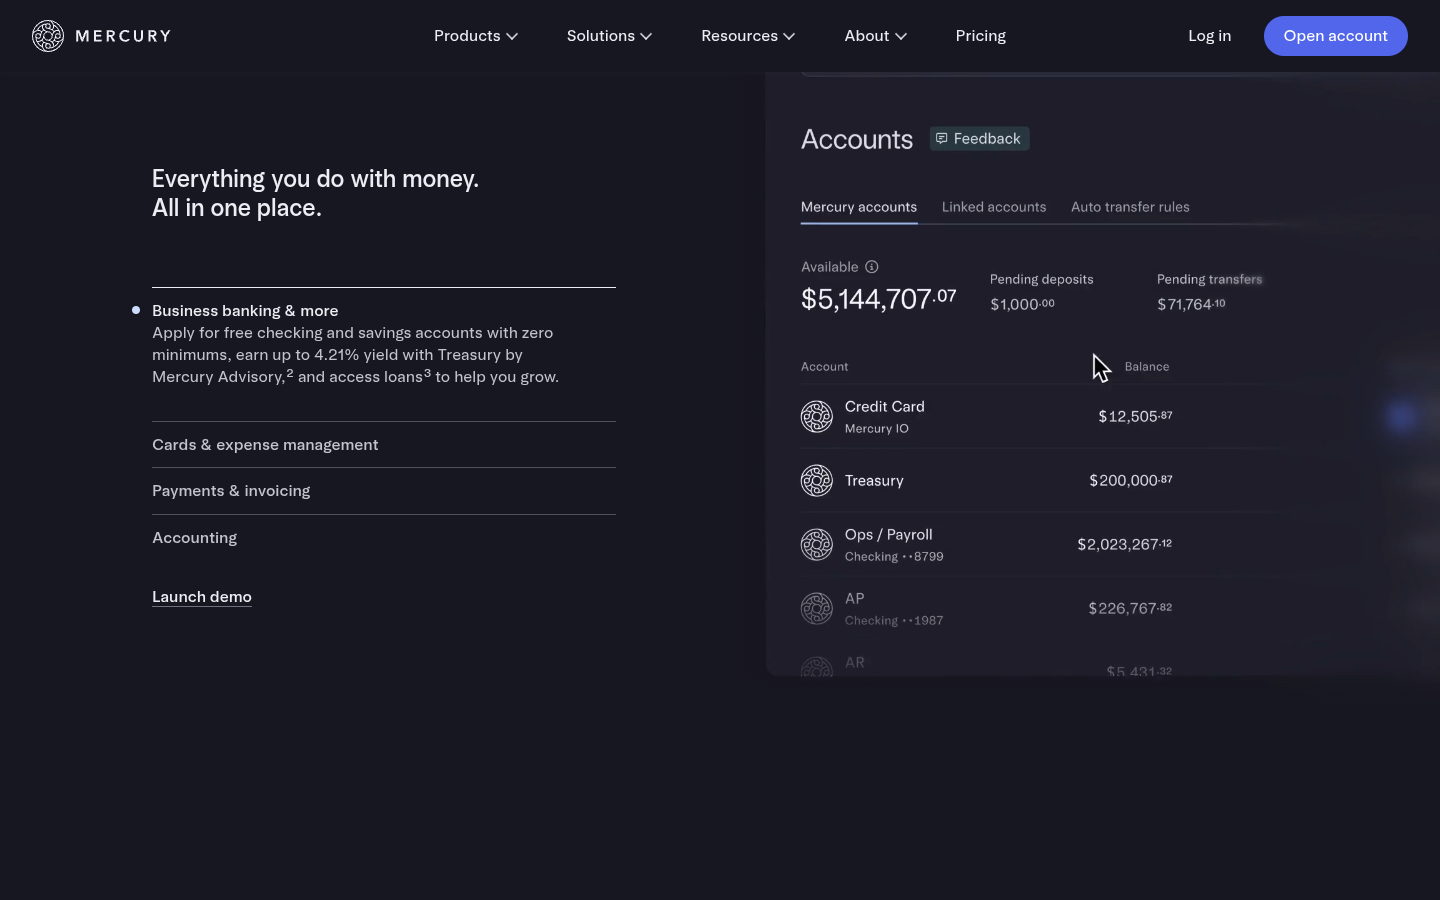 MERCURY
Products
Solutions
Resources
About
Pricing
Log in
Open account
Everything you do with money.
All in one place.
Business banking & more
Apply for free checking and savings accounts with zero
minimums, earn up to 4.21% yield with Treasury by
Mercury Advisory,² and access loans³ to help you grow.
Cards & expense management
Payments & invoicing
Accounting
Launch demo
Accounts
Feedback
Mercury accounts Linked accounts Auto transfer rules
Available
$5,144,707.07
Pending deposits
$1,000.00
Pending transfers
$71,764.10
Account Balance
Credit Card
Mercury IO
$12,505.87
Treasury
$200,000.87
Ops / Payroll
Checking ••8799
$2,023,267.12
AP
Checking ••1987
$226,767.82
AR
$5,431.32